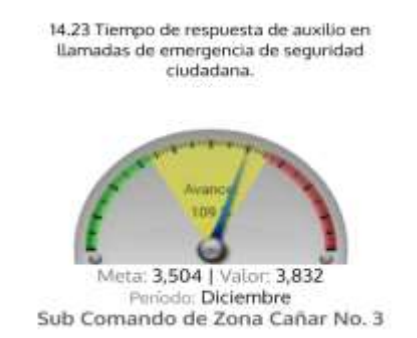 14.23 Tiempo de respuesta de auxilio en
llamadas de emergencia de seguridad
ciudadana.
Avance
109
Meta: 3,504 | Valor: 3,832
Periodo: Diciembre
Sub Comando de Zona Cañar No. 3